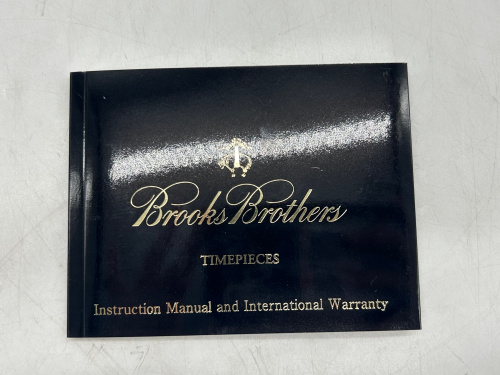 Brooks Brothers
TIMEPIECES
Instruction Manual and International Warranty